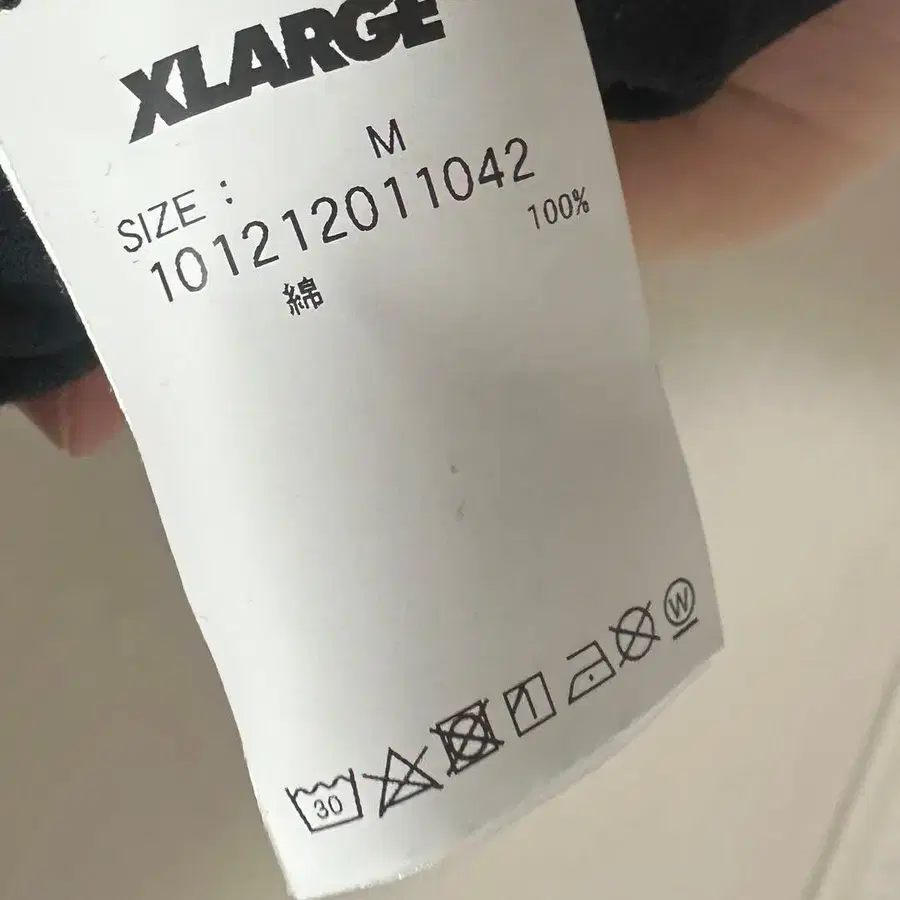 XLARGE
SIZE : M
101212011042
綿 100%
30
W